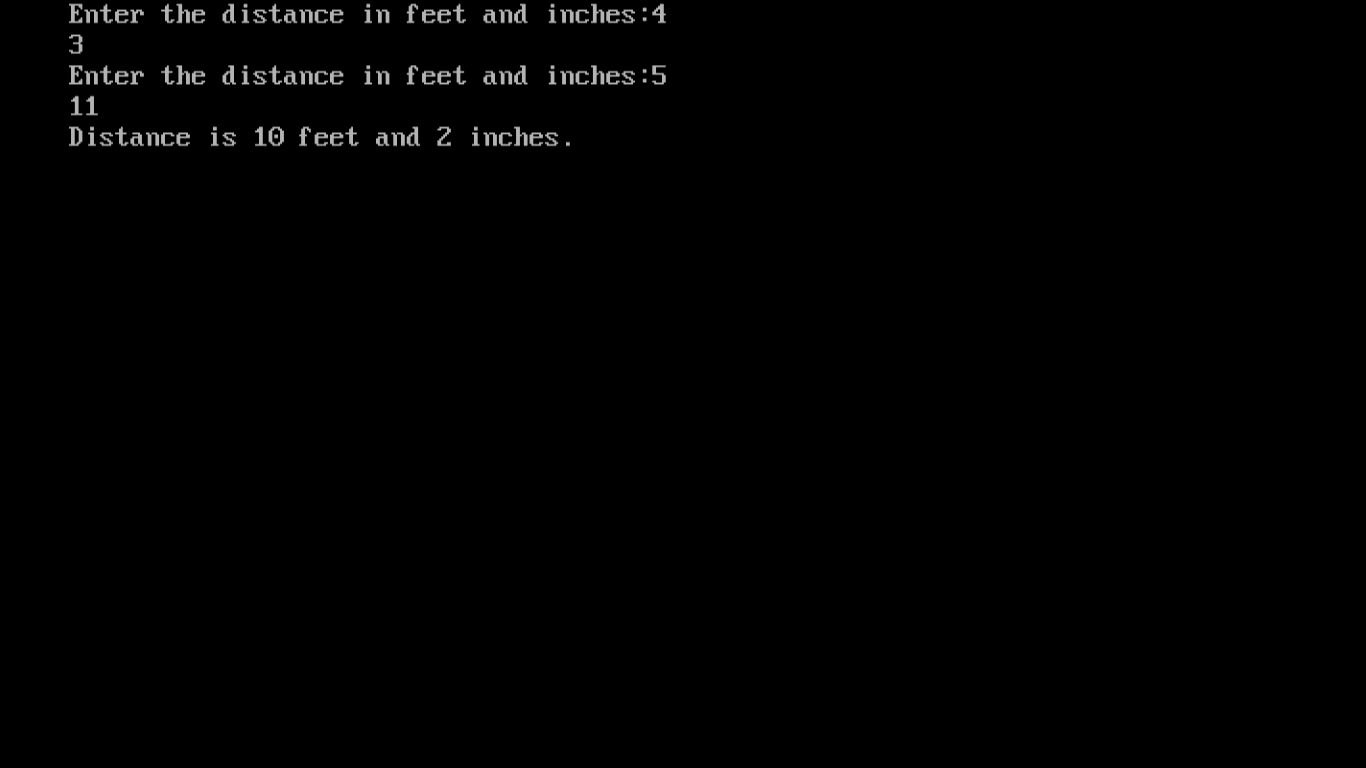 Enter the distance in feet and inches:4
3
Enter the distance in feet and inches:5
11
Distance is 10 feet and 2 inches.